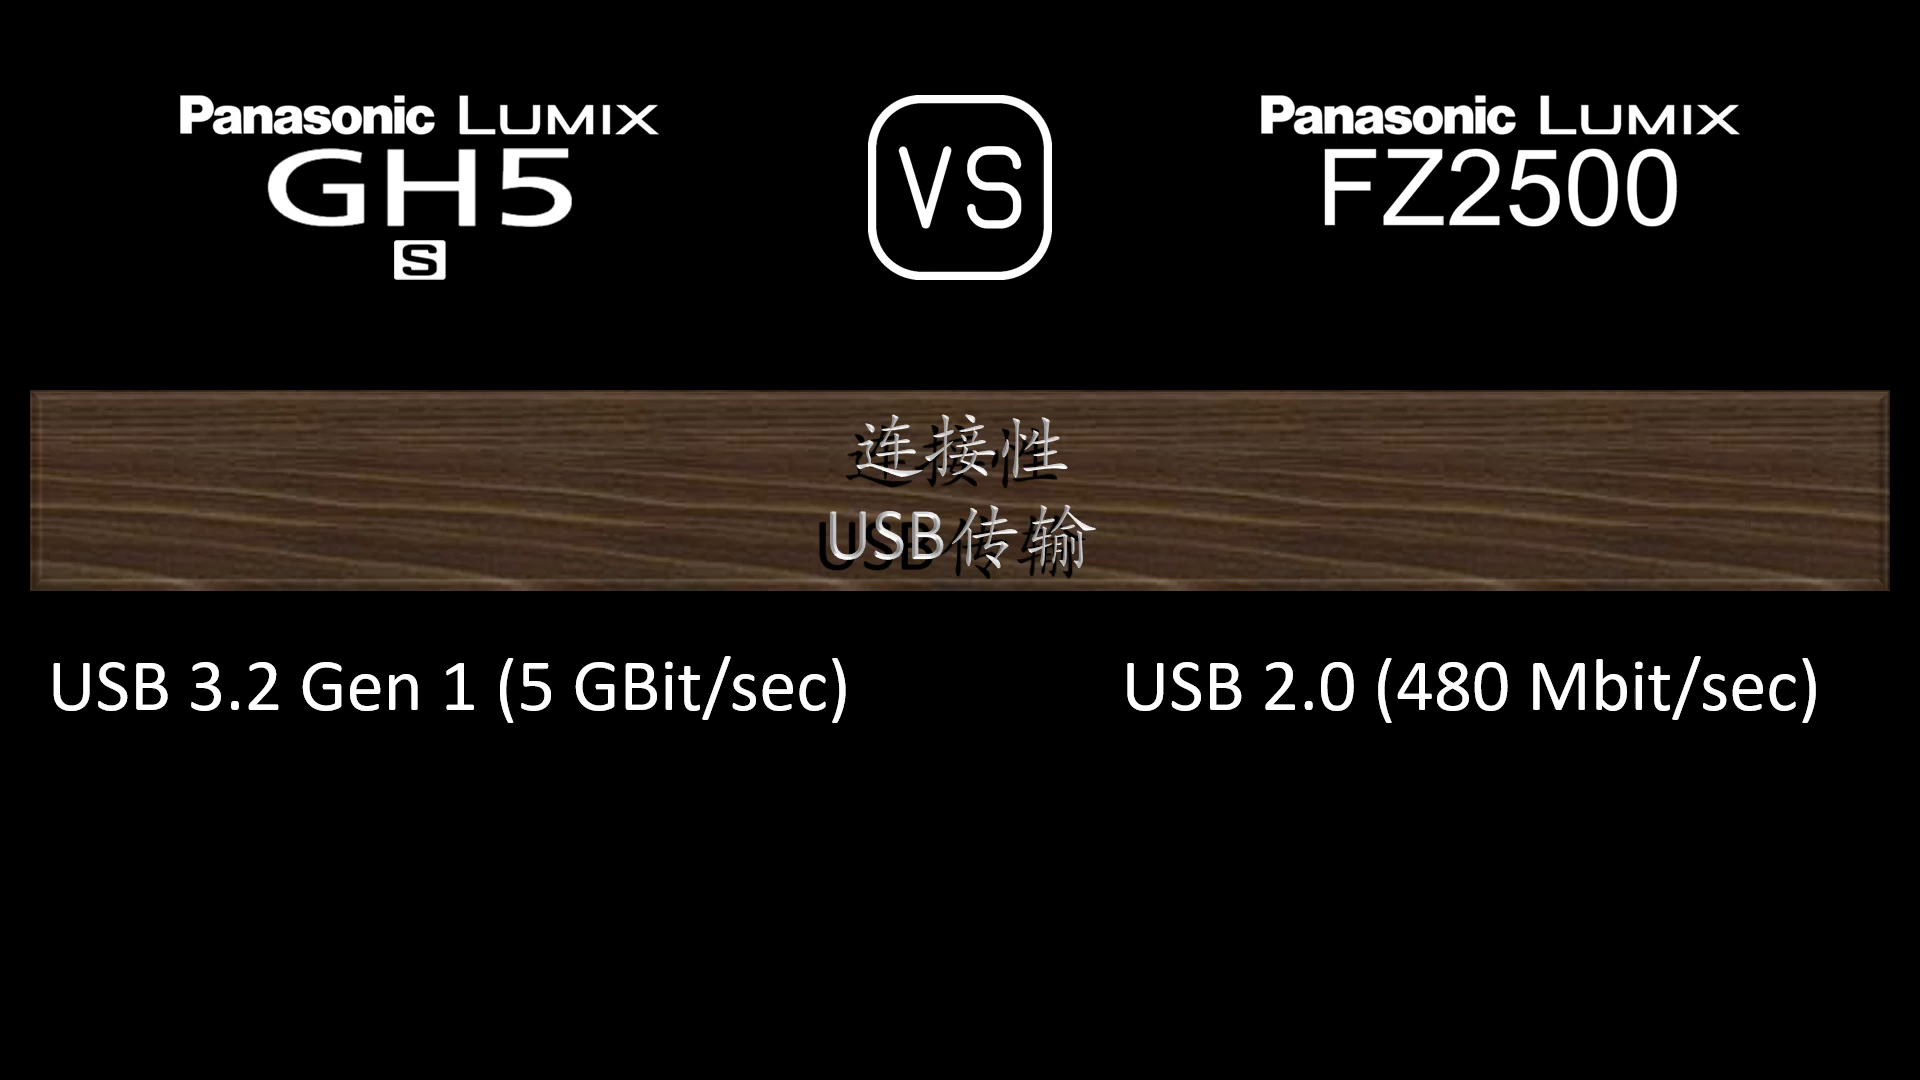 Panasonic LUMIX
GH5
S
VS
Panasonic LUMIX
FZ2500
连接性
USB传输
USB 3.2 Gen 1 (5 GBit/sec)
USB 2.0 (480 Mbit/sec)